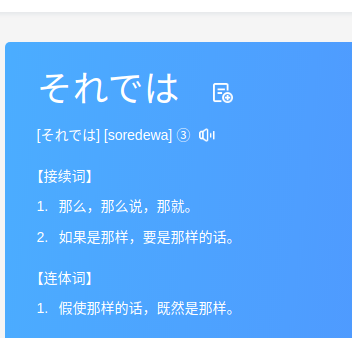 それでは
[それでは] [soredewa] ③
【接续词】
1. 那么，那么说，那就。
2. 如果是那样，要是那样的话。
【连体词】
1. 假使那样的话，既然是那样。